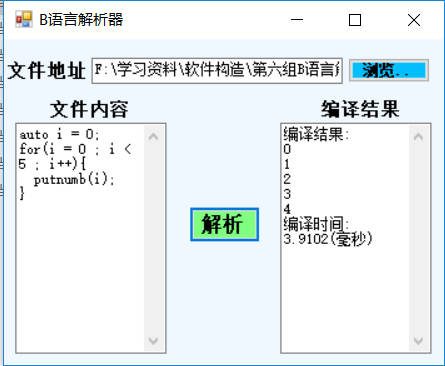 B语言解析器
文件地址 F:\学习资料\软件构造\第六组B语言 浏览..
文件内容
auto i = 0;
for(i = 0 ; i <
5 ; i++){
putnumb(i);
}
解析
编译结果
编译结果:
0
1
2
3
4
编译时间:
3.9102(毫秒)